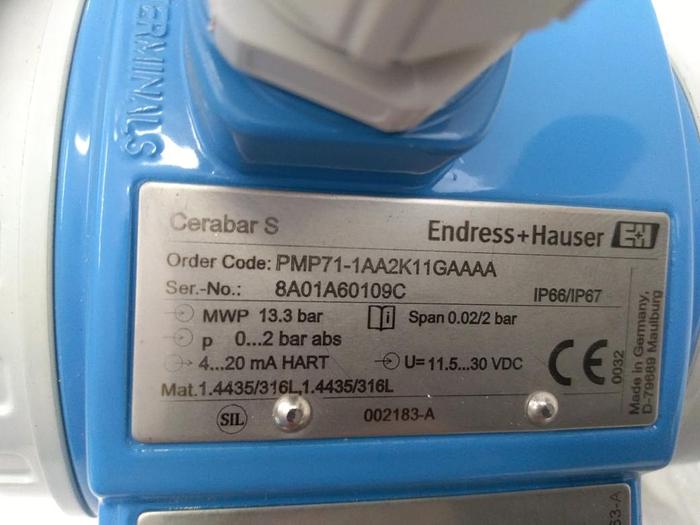 TERMINALS
Cerabar S Endress+Hauser E+H
Order Code: PMP71-1AA2K11GAAAA
Ser.-No.: 8A01A60109C IP66/IP67
MWP 13.3 bar i Span 0.02/2 bar
p 0...2 bar abs
4...20 mA HART U= 11.5...30 VDC
CE 0032
Made in Germany,
D-79689 Maulburg
Mat.1.4435/316L,1.4435/316L
SIL 002183-A
63-A